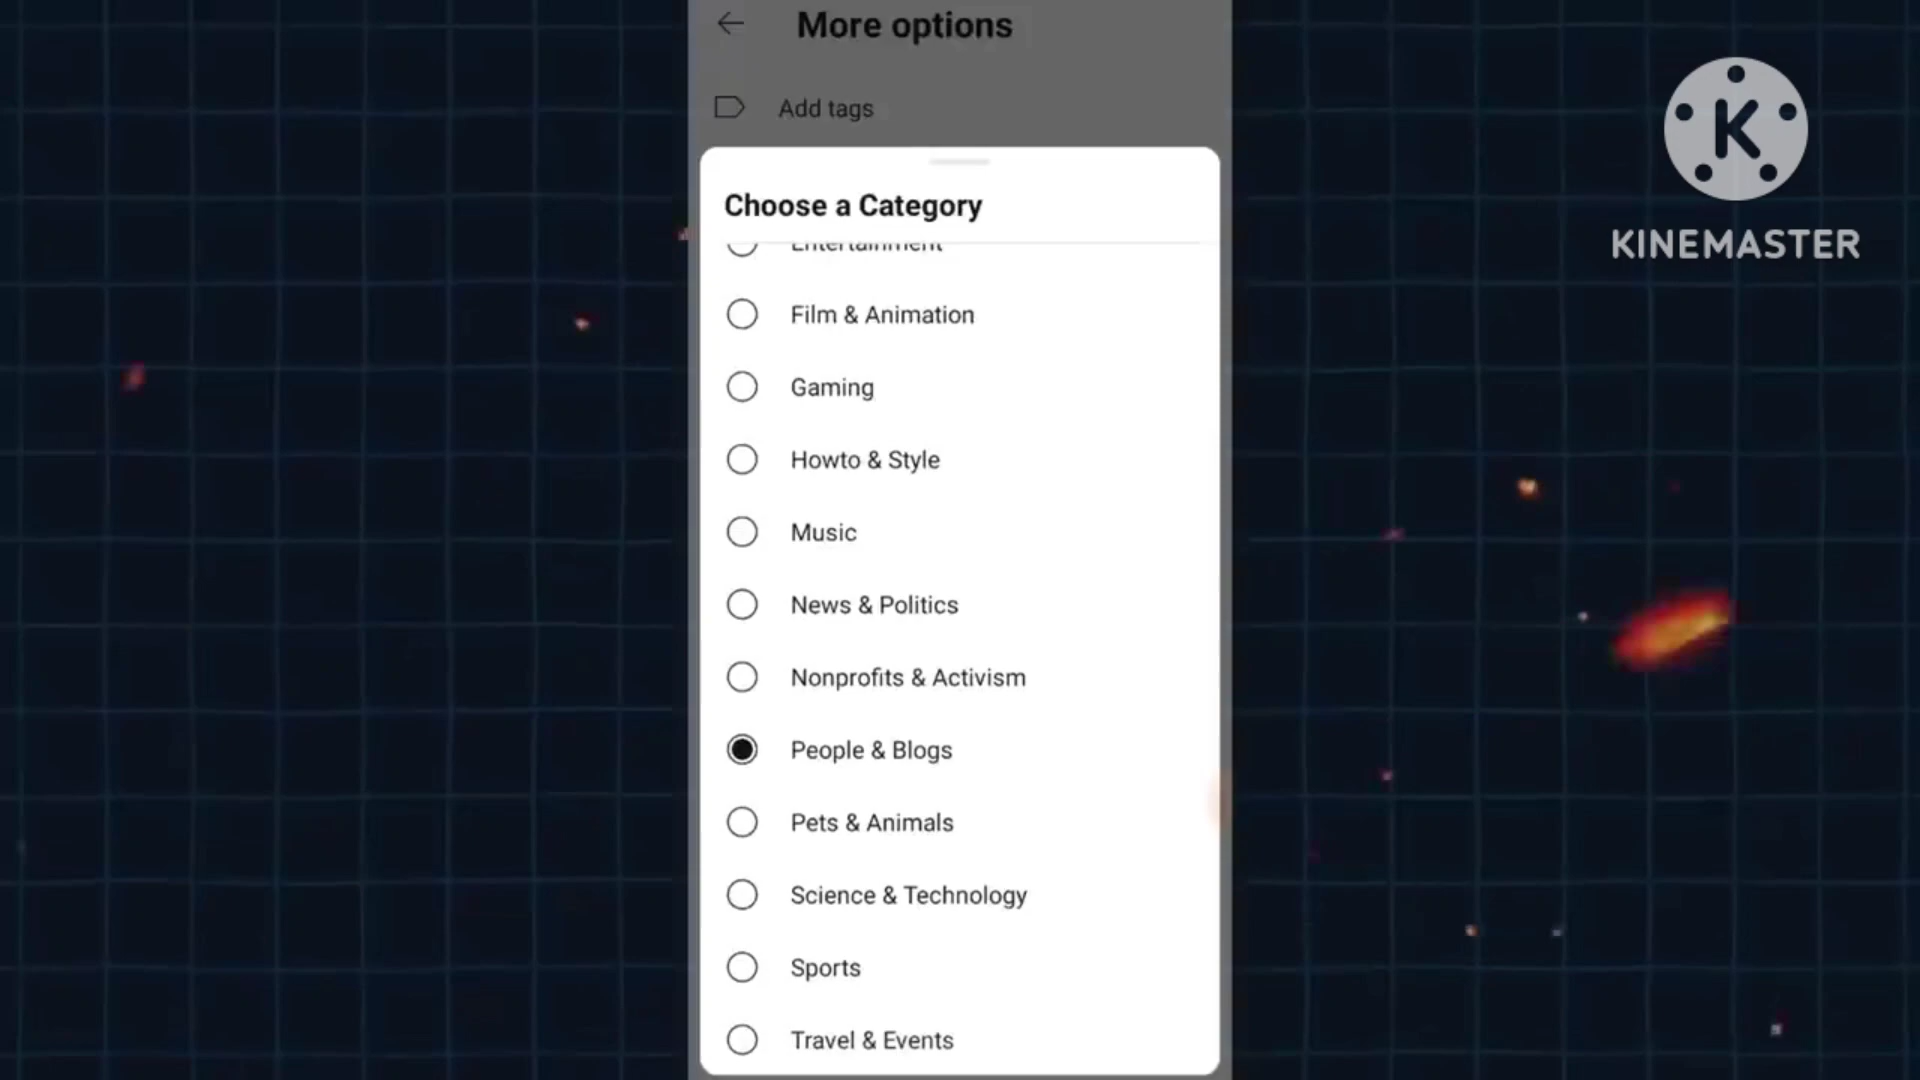 More options
Add tags
K
KINEMASTER
Choose a Category
Entertainment
Film & Animation
Gaming
Howto & Style
Music
News & Politics
Nonprofits & Activism
People & Blogs
Pets & Animals
Science & Technology
Sports
Travel & Events